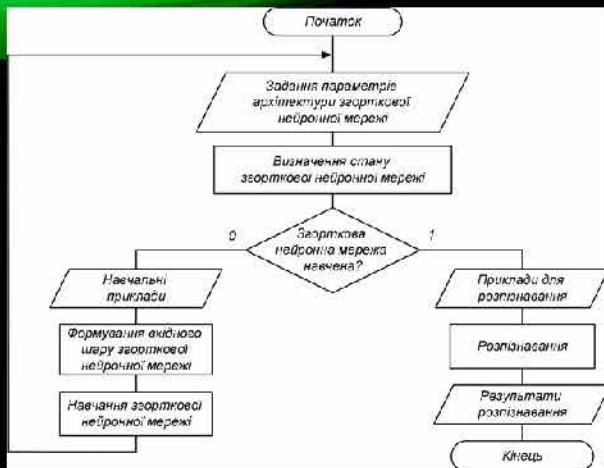 Початок
Задання параметрів
архітектури згорткової
нейронної мережі
Визначення стану
згорткової нейронної мережі
0
Згорткова
нейронна мережа
навчена?
1
Навчальні
приклади
Формування вхідного
шару згорткової
нейронної мережі
Навчання згорткової
нейронної мережі
Приклади для
розпізнавання
Розпізнавання
Результати
розпізнавання
Кінець